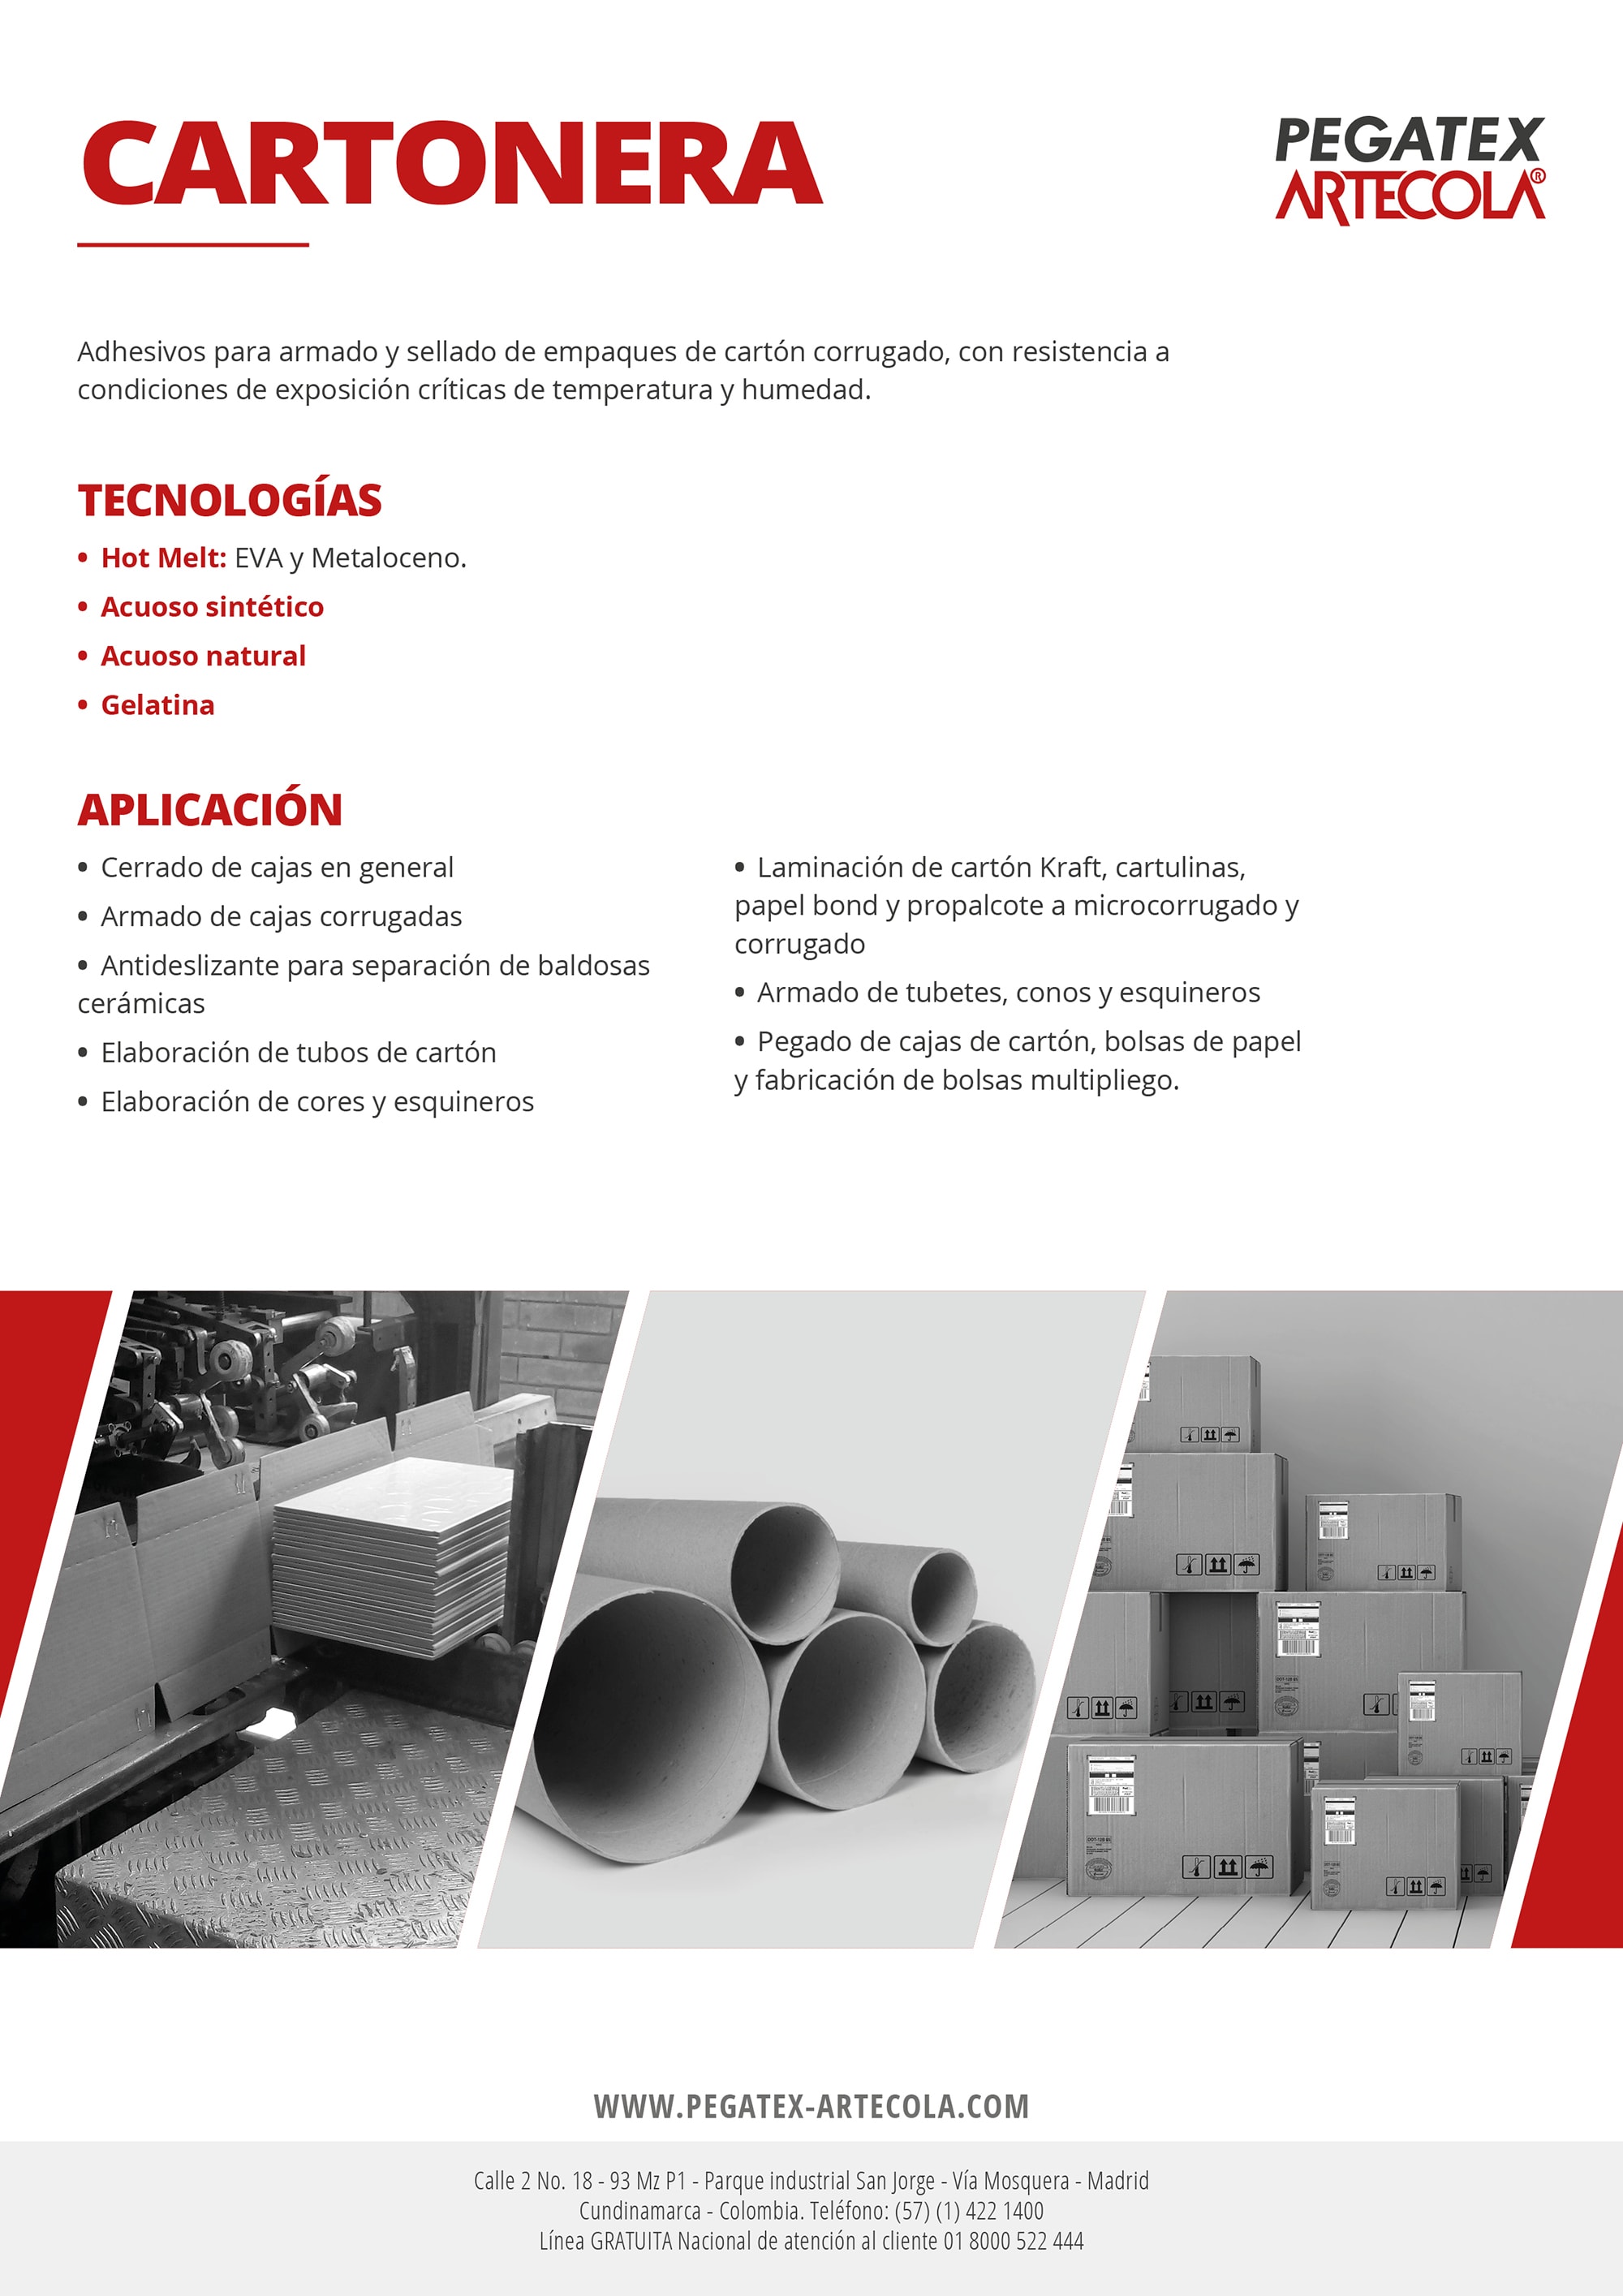 CARTONERA
PEGATEX
ARTECOLA®
Adhesivos para armado y sellado de empaques de cartón corrugado, con resistencia a
condiciones de exposición críticas de temperatura y humedad.
TECNOLOGÍAS
• Hot Melt: EVA y Metaloceno.
• Acuoso sintético
• Acuoso natural
• Gelatina
APLICACIÓN
• Cerrado de cajas en general
• Armado de cajas corrugadas
• Antideslizante para separación de baldosas
cerámicas
• Elaboración de tubos de cartón
• Elaboración de cores y esquineros
• Laminación de cartón Kraft, cartulinas,
papel bond y propalcote a microcorrugado y
corrugado
• Armado de tubetes, conos y esquineros
• Pegado de cajas de cartón, bolsas de papel
y fabricación de bolsas multipliego.
WWW.PEGATEX-ARTECOLA.COM
Calle 2 No. 18 - 93 Mz P1 - Parque industrial San Jorge - Vía Mosquera - Madrid
Cundinamarca - Colombia. Teléfono: (57) (1) 422 1400
Línea GRATUITA Nacional de atención al cliente 01 8000 522 444